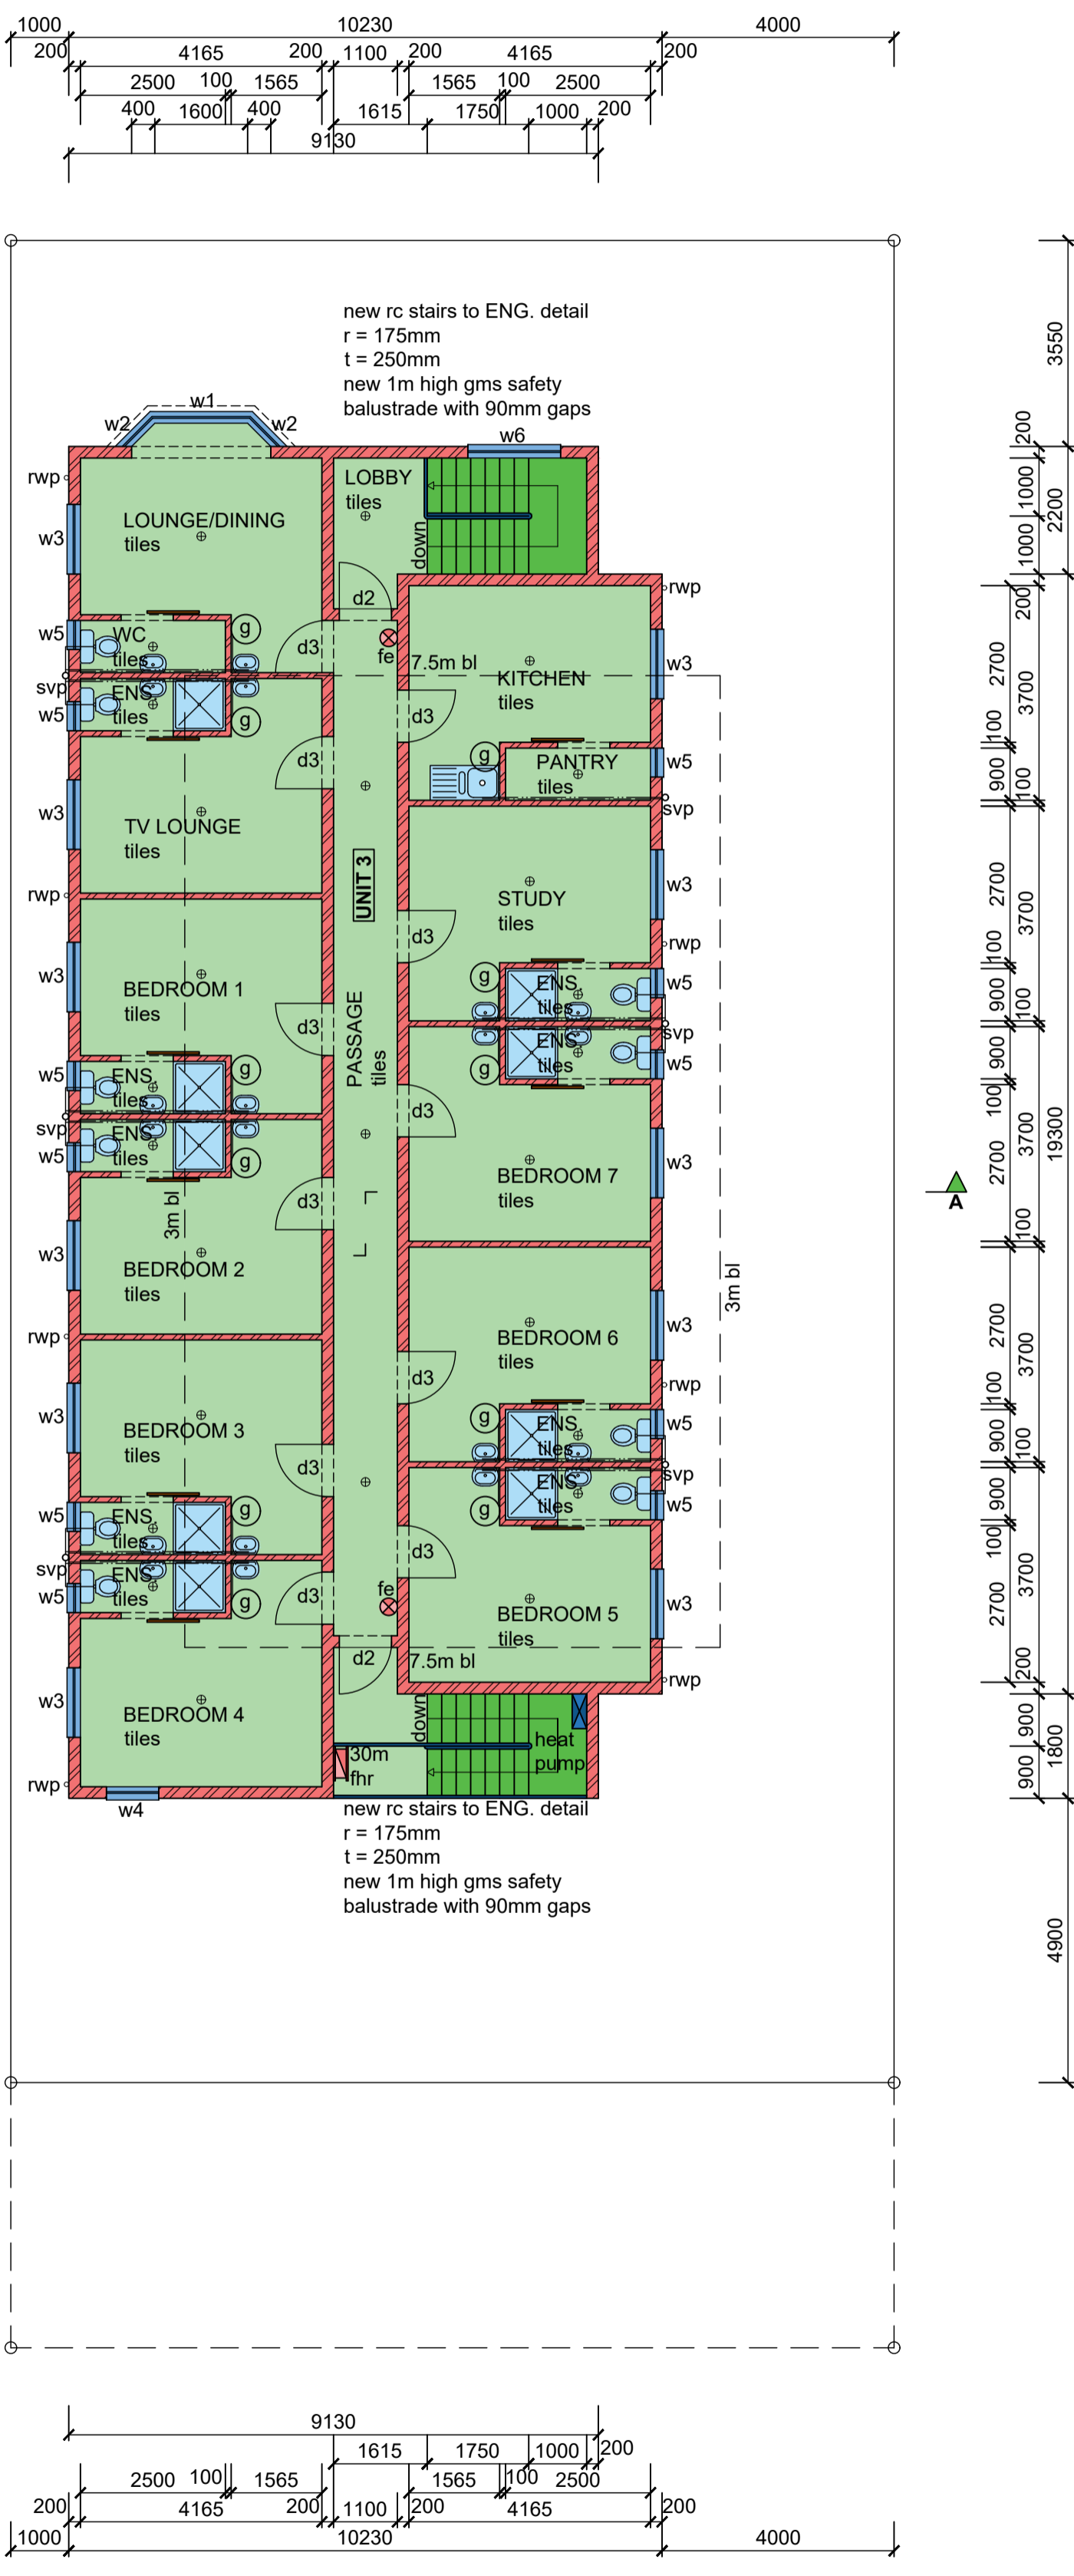 1000 10230 4000
200 4165 200 1100 200 4165 200
2500 100 1565 1565 100 2500
400 1600 400 1615 1750 1000 200
9130
new rc stairs to ENG. detail
r = 175mm
t = 250mm
new 1m high gms safety
balustrade with 90mm gaps
3550
w1
w2 w2
w6
200
rwp
LOBBY
tiles
1000
2200
w3
LOUNGE/DINING
tiles
down
1000
d2
rwp
200
w5
WC
tiles
g
d3
fe
7.5m bl
w3
KITCHEN
tiles
2700
3700
svp
ENS.
tiles
w5
g
d3
d3
100
g
PANTRY
tiles
w5
900
100
svp
w3
TV LOUNGE
tiles
UNIT 3
STUDY
tiles
w3
2700
3700
rwp
d3
rwp
100
w3
BEDROOM 1
tiles
g
ENS.
tiles
w5
900
100
d3
PASSAGE
tiles
svp
ENS.
tiles
w5
g
900
w5
ENS.
tiles
g
d3
100
svp
ENS.
tiles
w5
g
3700
19300
BEDROOM 7
tiles
w3
2700
A
3m bl
d3
w3
BEDROOM 2
tiles
100
3m bl
rwp
BEDROOM 6
tiles
w3
2700
3700
d3
rwp
100
w3
BEDROOM 3
tiles
g
ENS.
tiles
w5
900
100
d3
svp
ENS.
tiles
w5
g
900
w5
ENS.
tiles
g
d3
100
svp
ENS.
tiles
w5
g
d3
fe
BEDROOM 5
tiles
w3
2700
3700
d2
7.5m bl
rwp
200
w3
BEDROOM 4
tiles
down
900
1800
heat
pump
30m
fhr
900
rwp
w4
new rc stairs to ENG. detail
r = 175mm
t = 250mm
new 1m high gms safety
balustrade with 90mm gaps
4900
9130
1615 1750 1000 200
2500 100 1565 1565 100 2500
200 4165 200 1100 200 4165 200
1000 10230 4000